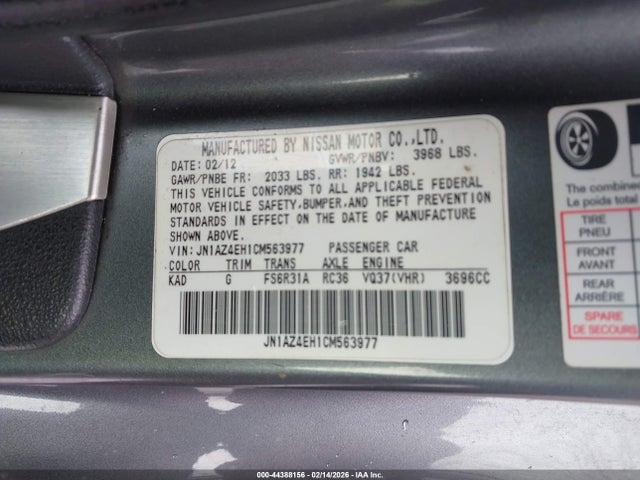 MANUFACTURED BY NISSAN MOTOR CO.,LTD.
DATE: 02/12 GVWR/PNBV: 3968 LBS.
GAWR/PNBE FR: 2033 LBS. RR: 1942 LBS.
THIS VEHICLE CONFORMS TO ALL APPLICABLE FEDERAL
MOTOR VEHICLE SAFETY,BUMPER,AND THEFT PREVENTION
STANDARDS IN EFFECT ON THE DATE OF MANUFACTURE
SHOWN ABOVE.
VIN:JN1AZ4EH1CM563977 PASSENGER CAR
COLOR TRIM TRANS AXLE ENGINE
KAD G FS6R31A RC36 VQ37(VHR) 3696CC
JN1AZ4EH1CM563977
The combined
Le poids total
TIRE
PNEU
FRONT
AVANT
REAR
ARRIÈRE
SPARE
DE SECOURS
000-44388156 - 02/14/2026 - IAAI.COM